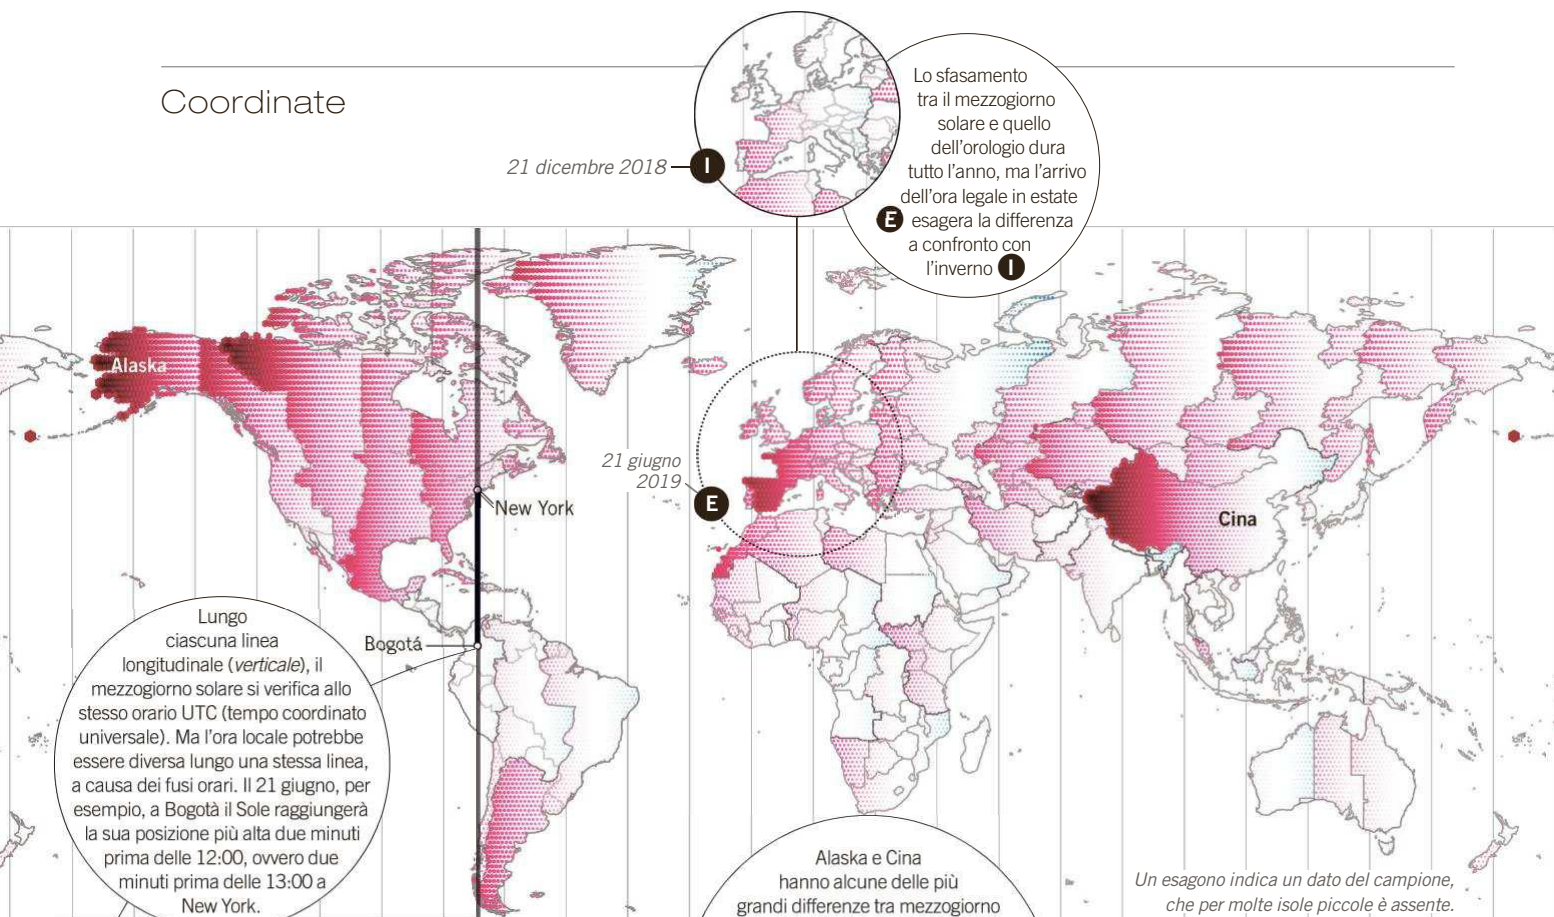 Coordinate
21 dicembre 2018
I
Lo sfasamento
tra il mezzogiorno
solare e quello
dell'orologio dura
tutto l'anno, ma l'arrivo
dell'ora legale in estate
E esagera la differenza
a confronto con
l'inverno I
Alaska
21 giugno
2019
E
New York
Cina
Bogotá
Lungo
ciascuna linea
longitudinale (verticale), il
mezzogiorno solare si verifica allo
stesso orario UTC (tempo coordinato
universale). Ma l'ora locale potrebbe
essere diversa lungo una stessa linea,
a causa dei fusi orari. Il 21 giugno, per
esempio, a Bogotà il Sole raggiungerà
la sua posizione più alta due minuti
prima delle 12:00, ovvero due
minuti prima delle 13:00 a
New York.
Alaska e Cina
hanno alcune delle più
grandi differenze tra mezzogiorno
Un esagono indica un dato del campione,
che per molte isole piccole è assente.